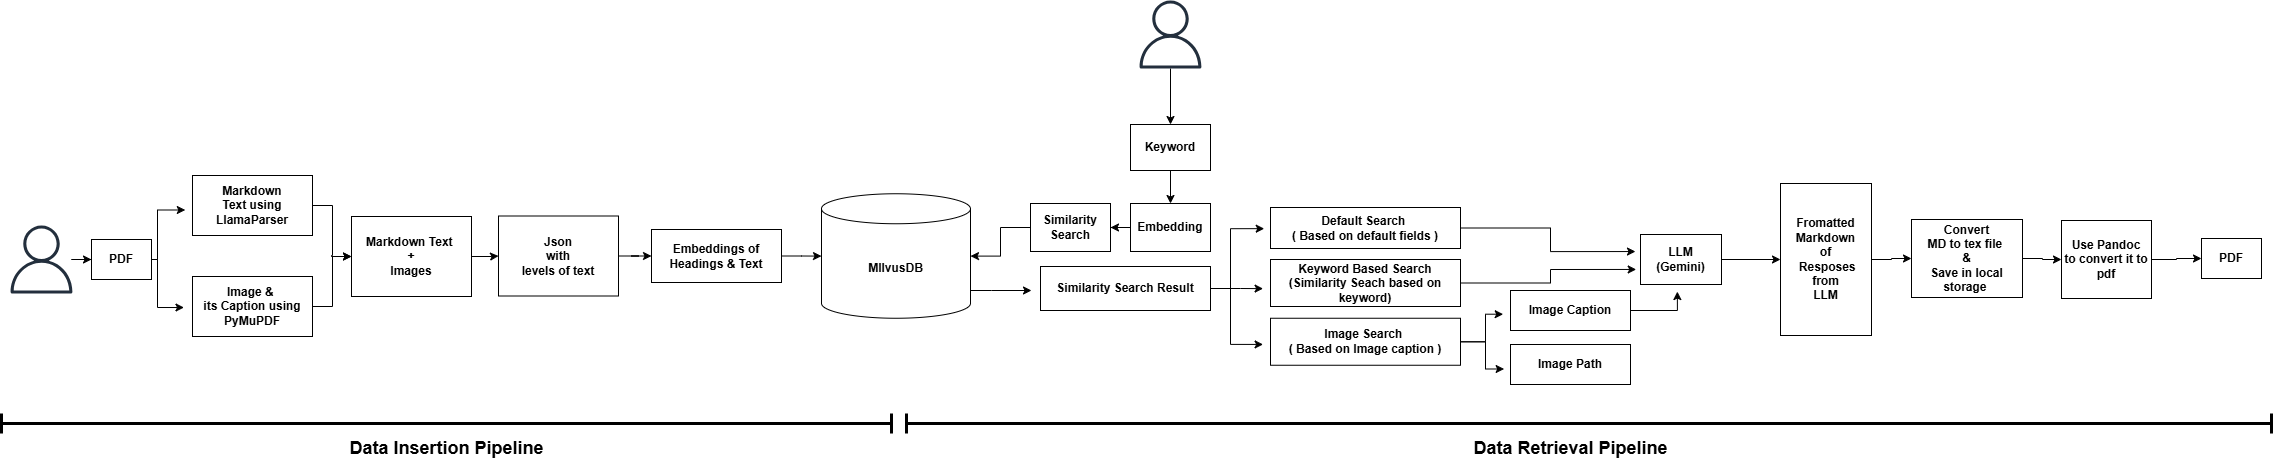 PDF
Markdown
Text using
LlamaParser
Image &
its Caption using
PyMuPDF
Markdown Text
+
Images
Json
with
levels of text
Embeddings of
Headings & Text
MIlvusDB
Keyword
Embedding
Similarity
Search
Similarity Search Result
Default Search
( Based on default fields )
Keyword Based Search
(Similarity Seach based on
keyword)
Image Search
( Based on Image caption )
Image Caption
Image Path
LLM
(Gemini)
Fromatted
Markdown
of
Resposes
from
LLM
Convert
MD to tex file
&
Save in local
storage
Use Pandoc
to convert it to
pdf
PDF
Data Insertion Pipeline
Data Retrieval Pipeline